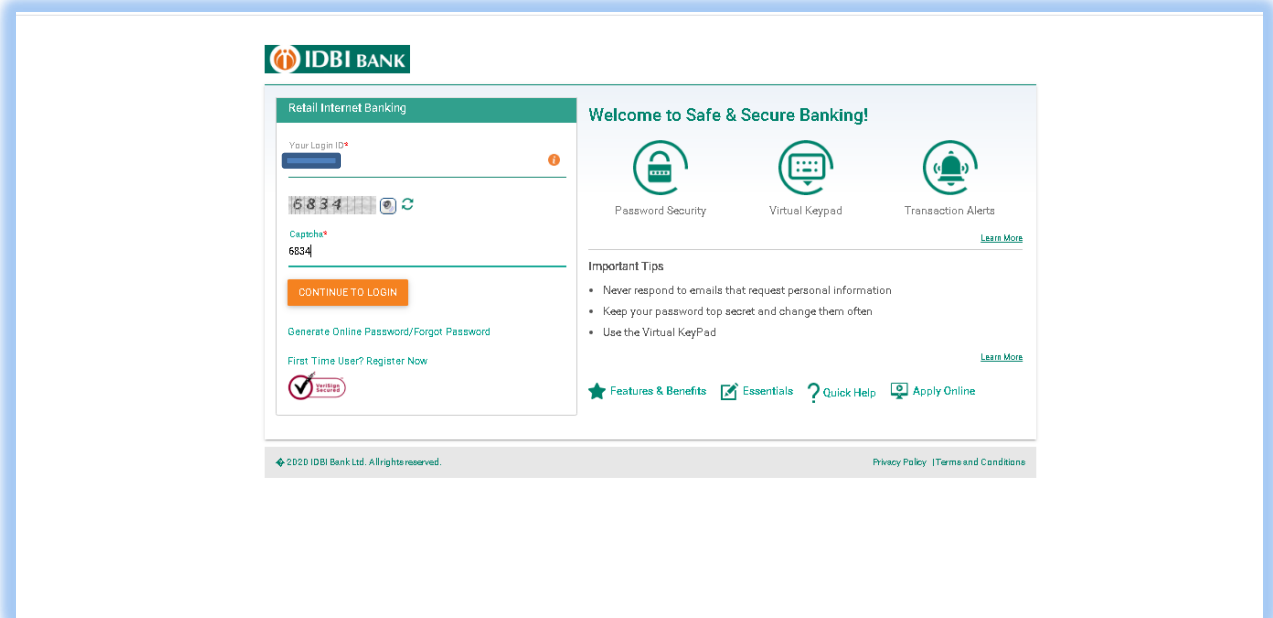 IDBI BANK
Retail Internet Banking
Your Login ID*
6834
Captcha*
6834
CONTINUE TO LOGIN
Generate Online Password/Forgot Password
First Time User? Register Now
VeriSign
Secured
Welcome to Safe & Secure Banking!
Password Security
Virtual Keypad
Transaction Alerts
Learn More
Important Tips
• Never respond to emails that request personal information
• Keep your password top secret and change them often
• Use the Virtual KeyPad
Learn More
Features & Benefits Essentials Quick Help Apply Online
� 2020 IDBI Bank Ltd. All rights reserved. Privacy Policy | Terms and Conditions